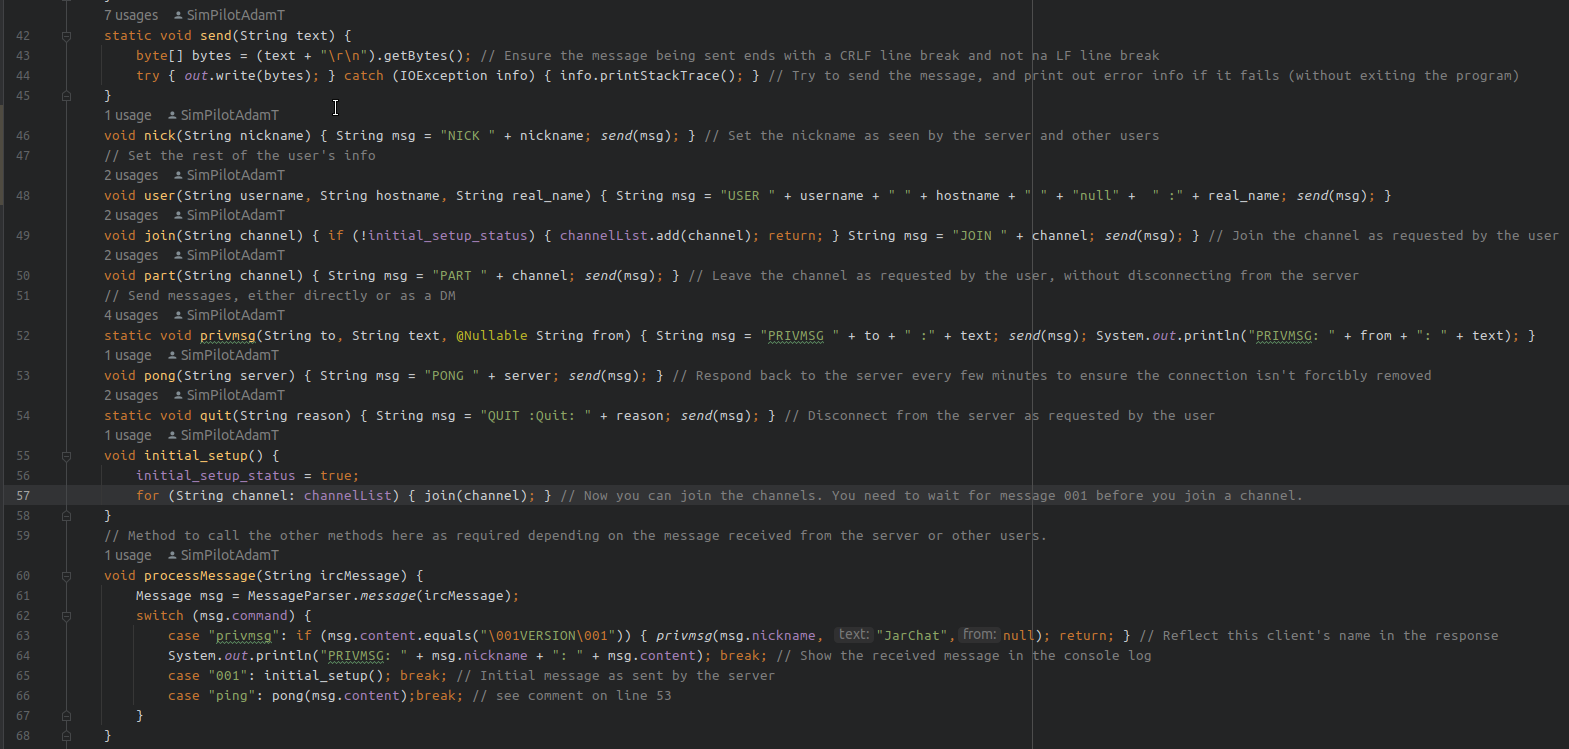 7 usages SimPilotAdamT
42 static void send(String text) {
43 byte[] bytes = (text + "\r\n").getBytes(); // Ensure the message being sent ends with a CRLF line break and not na LF line break
44 try { out.write(bytes); } catch (IOException info) { info.printStackTrace(); } // Try to send the message, and print out error info if it fails (without exiting the program)
45 }
1 usage SimPilotAdamT
46 void nick(String nickname) { String msg = "NICK " + nickname; send(msg); } // Set the nickname as seen by the server and other users
47 // Set the rest of the user's info
2 usages SimPilotAdamT
48 void user(String username, String hostname, String real_name) { String msg = "USER " + username + " " + hostname + " " + "null" +  " :" + real_name; send(msg); }
2 usages SimPilotAdamT
49 void join(String channel) { if (!initial_setup_status) { channelList.add(channel); return; } String msg = "JOIN " + channel; send(msg); } // Join the channel as requested by the user
2 usages SimPilotAdamT
50 void part(String channel) { String msg = "PART " + channel; send(msg); } // Leave the channel as requested by the user, without disconnecting from the server
51 // Send messages, either directly or as a DM
4 usages SimPilotAdamT
52 static void privmsg(String to, String text, @Nullable String from) { String msg = "PRIVMSG " + to + " :" + text; send(msg); System.out.println("PRIVMSG: " + from + ": " + text); }
1 usage SimPilotAdamT
53 void pong(String server) { String msg = "PONG " + server; send(msg); } // Respond back to the server every few minutes to ensure the connection isn't forcibly removed
2 usages SimPilotAdamT
54 static void quit(String reason) { String msg = "QUIT :Quit: " + reason; send(msg); } // Disconnect from the server as requested by the user
1 usage SimPilotAdamT
55 void initial_setup() {
56 initial_setup_status = true;
57 for (String channel: channelList) { join(channel); } // Now you can join the channels. You need to wait for message 001 before you join a channel.
58 }
59 // Method to call the other methods here as required depending on the message received from the server or other users.
1 usage SimPilotAdamT
60 void processMessage(String ircMessage) {
61 Message msg = MessageParser.message(ircMessage);
62 switch (msg.command) {
63 case "privmsg": if (msg.content.equals("\001VERSION\001")) { privmsg(msg.nickname, text: "JarChat", from: null); return; } // Reflect this client's name in the response
64 System.out.println("PRIVMSG: " + msg.nickname + ": " + msg.content); break; // Show the received message in the console log
65 case "001": initial_setup(); break; // Initial message as sent by the server
66 case "ping": pong(msg.content);break; // see comment on line 53
67 }
68 }